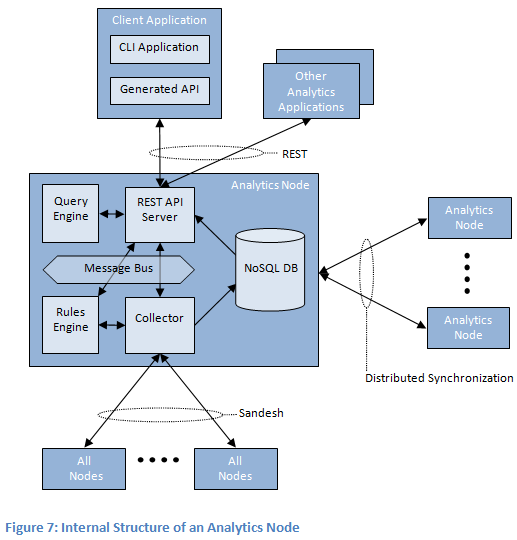 Client Application
CLI Application
Generated API
Other
Analytics
Applications
REST
Analytics Node
Query
Engine
REST API
Server
Message Bus
NoSQL DB
Rules
Engine
Collector
Analytics
Node
Analytics
Node
Distributed Synchronization
Sandesh
All
Nodes
All
Nodes
Figure 7: Internal Structure of an Analytics Node